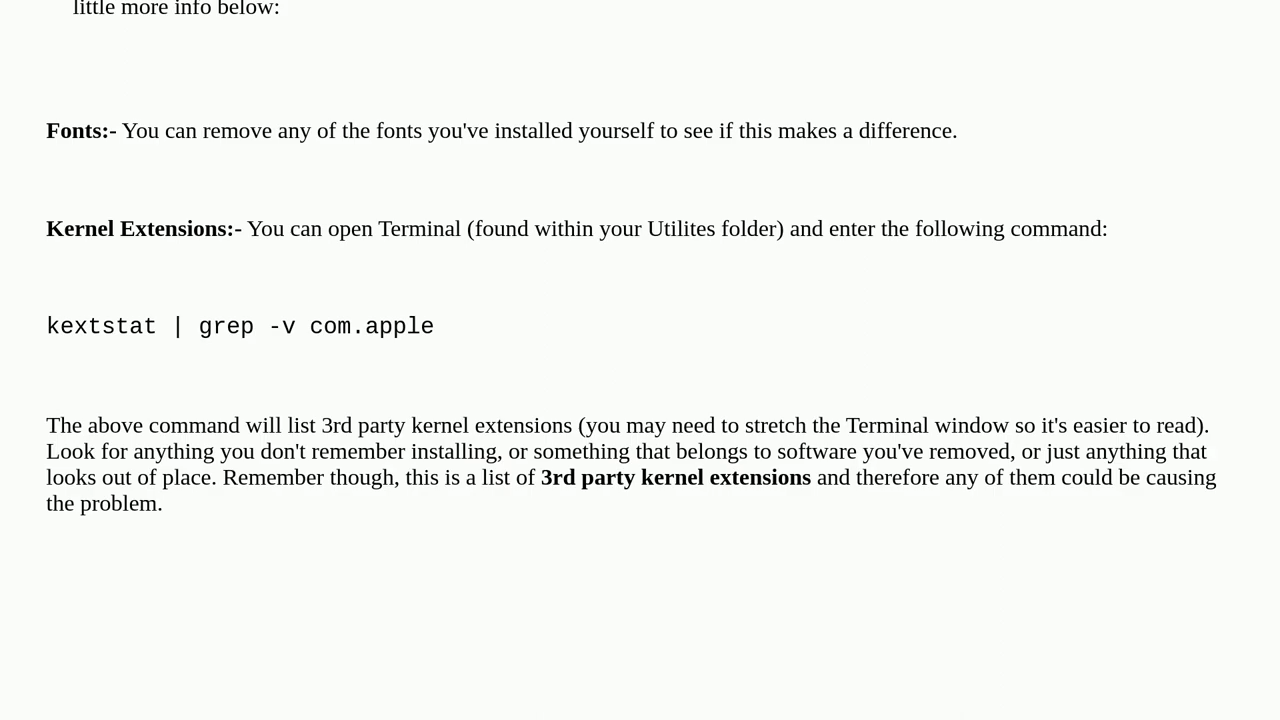 little more info below:
Fonts:- You can remove any of the fonts you've installed yourself to see if this makes a difference.
Kernel Extensions:- You can open Terminal (found within your Utilites folder) and enter the following command:
kextstat | grep -v com.apple
The above command will list 3rd party kernel extensions (you may need to stretch the Terminal window so it's easier to read).
Look for anything you don't remember installing, or something that belongs to software you've removed, or just anything that
looks out of place. Remember though, this is a list of 3rd party kernel extensions and therefore any of them could be causing
the problem.